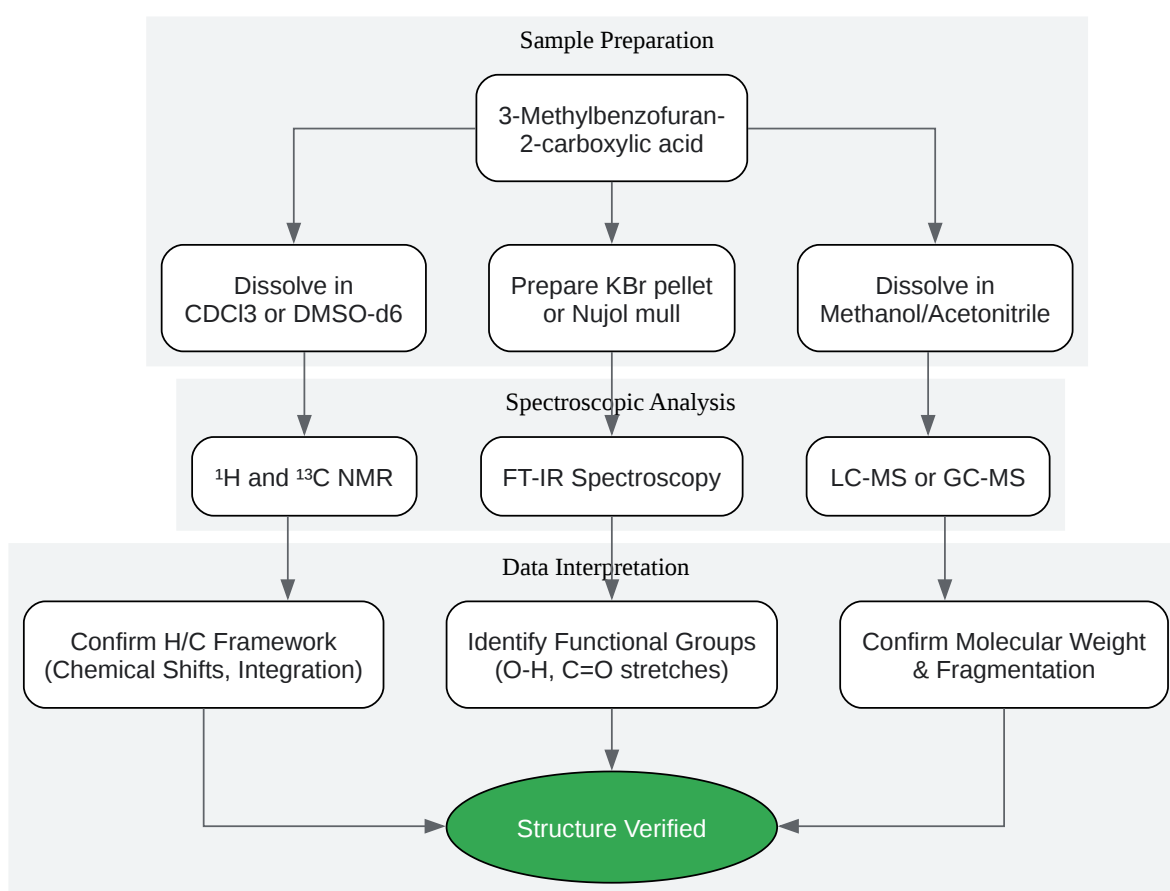 Sample Preparation
3-Methylbenzofuran-
2-carboxylic acid
Dissolve in
CDCl3 or DMSO-d6
Prepare KBr pellet
or Nujol mull
Dissolve in
Methanol/Acetonitrile
Spectroscopic Analysis
¹H and ¹³C NMR
FT-IR Spectroscopy
LC-MS or GC-MS
Data Interpretation
Confirm H/C Framework
(Chemical Shifts, Integration)
Identify Functional Groups
(O-H, C=O stretches)
Confirm Molecular Weight
& Fragmentation
Structure Verified